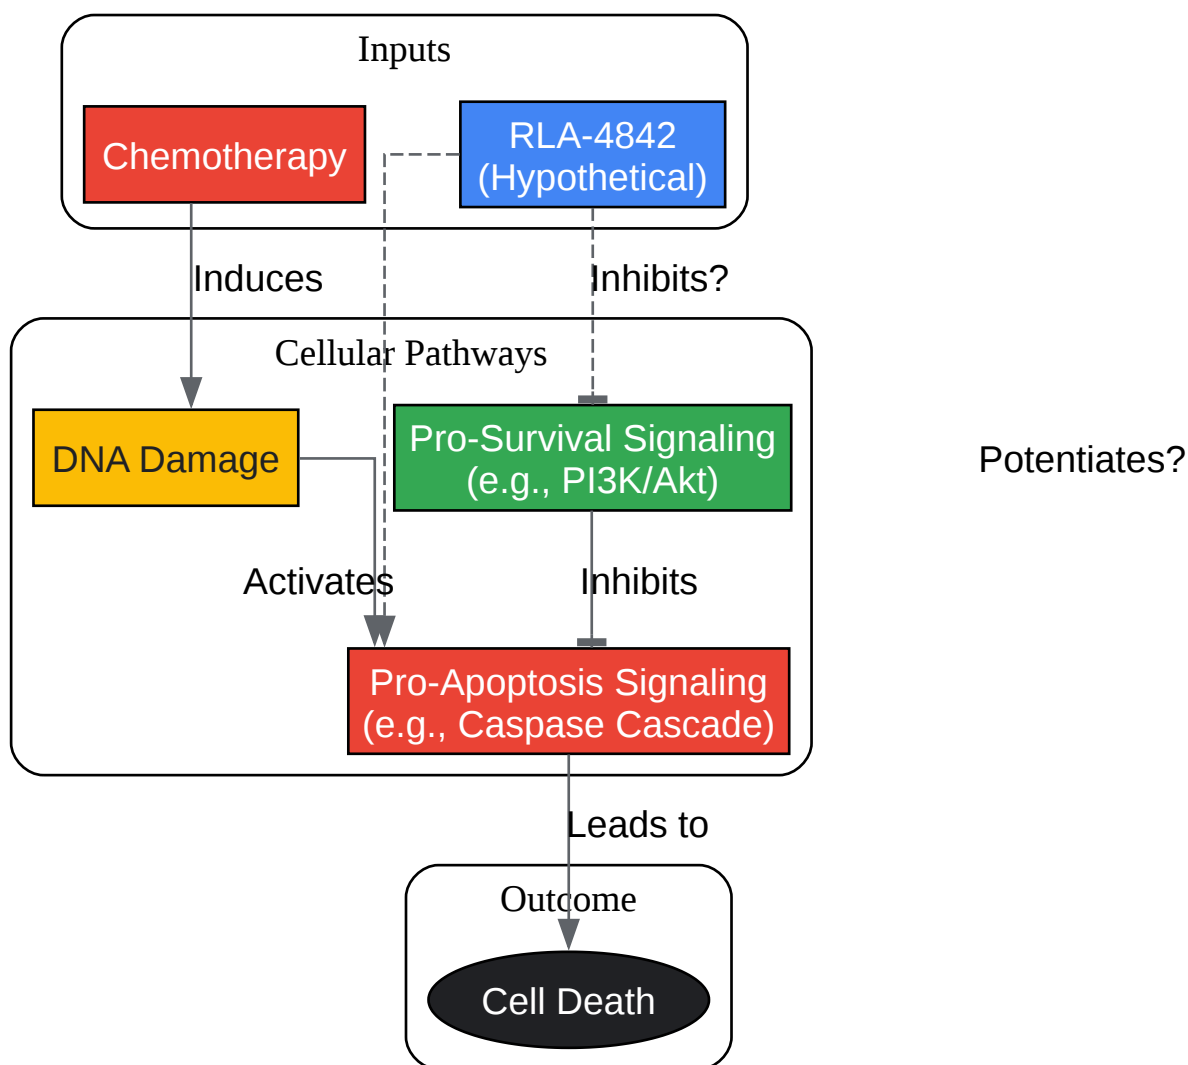 Inputs
Chemotherapy
RLA-4842
(Hypothetical)
Induces
Inhibits?
Cellular Pathways
DNA Damage
Pro-Survival Signaling
(e.g., PI3K/Akt)
Potentiates?
Activates
Inhibits
Pro-Apoptosis Signaling
(e.g., Caspase Cascade)
Leads to
Outcome
Cell Death